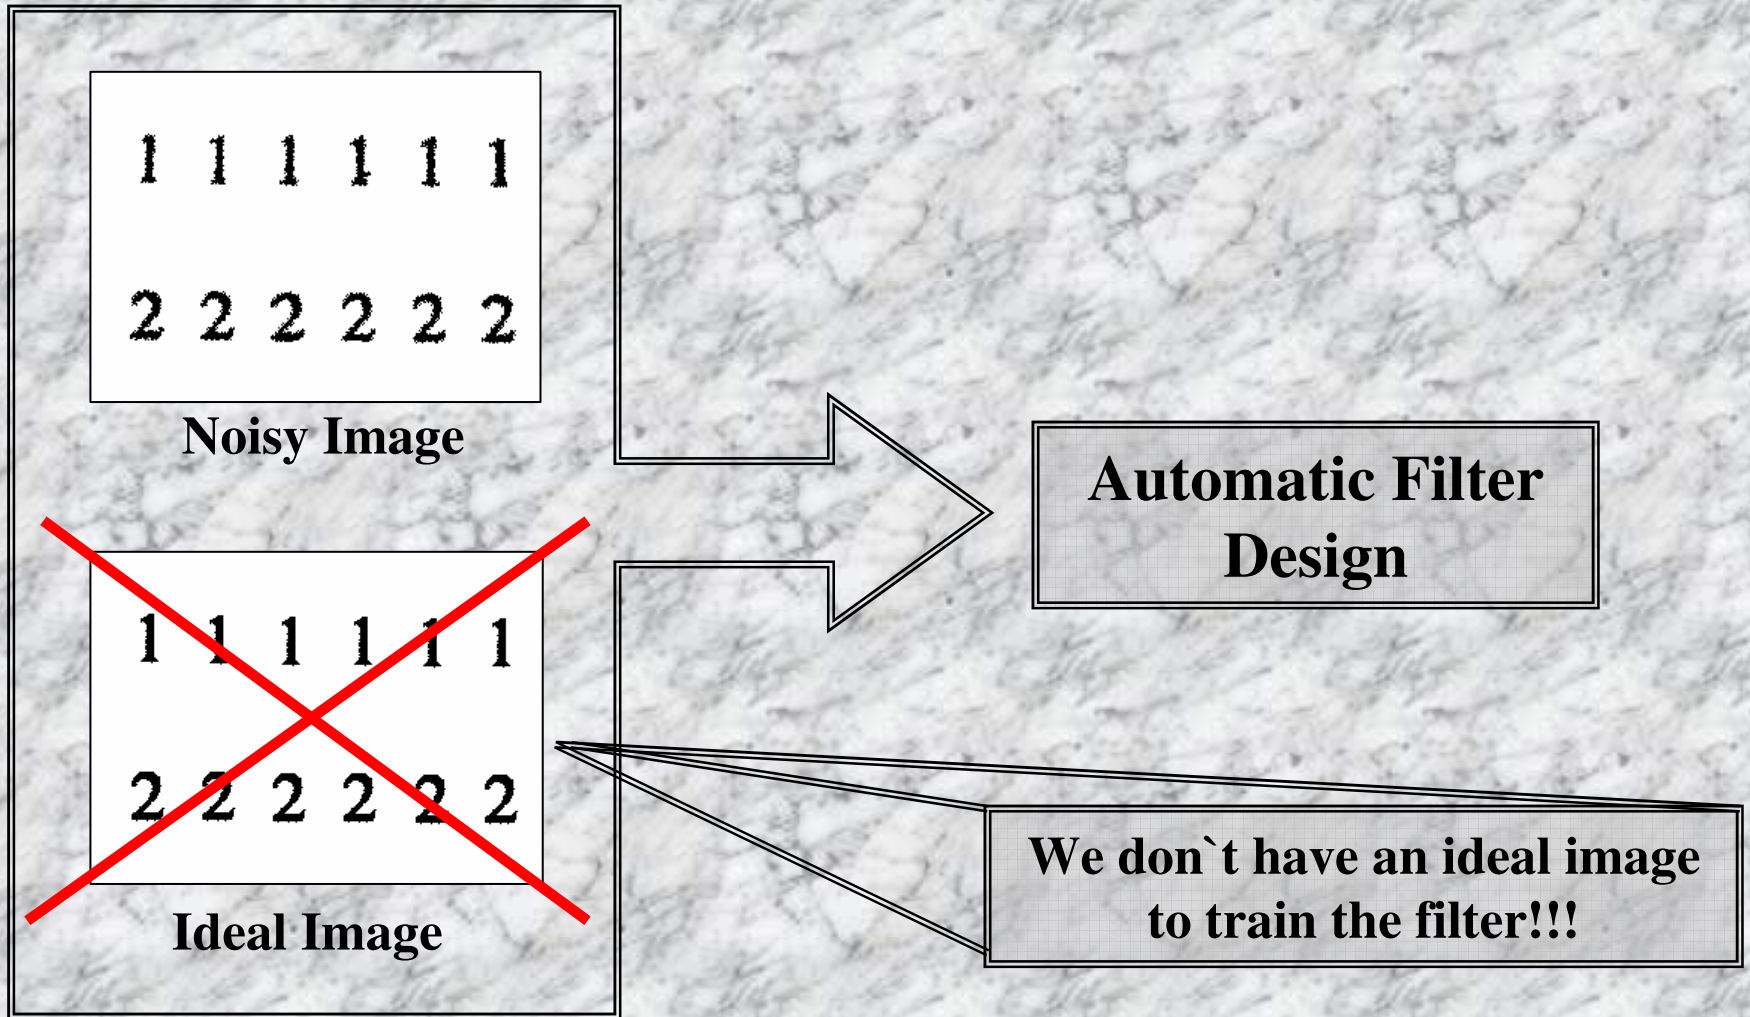 1 1 1 1 1 1
2 2 2 2 2 2
Noisy Image
1 1 1 1 1 1
2 2 2 2 2 2
Ideal Image
Automatic Filter
Design
We don`t have an ideal image
to train the filter!!!